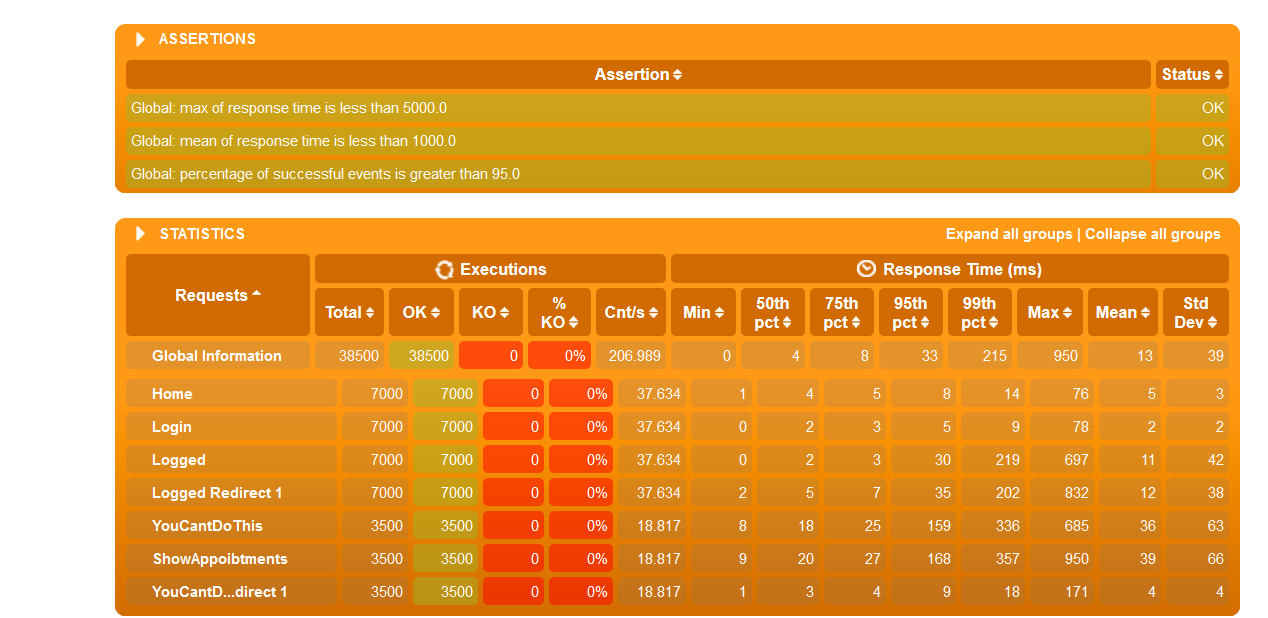 ASSERTIONS
Assertion Status
Global: max of response time is less than 5000.0 OK
Global: mean of response time is less than 1000.0 OK
Global: percentage of successful events is greater than 95.0 OK
STATISTICS Expand all groups | Collapse all groups
Requests Executions Response Time (ms)
Total OK KO % KO Cnt/s Min 50th pct 75th pct 95th pct 99th pct Max Mean Std Dev
Global Information 38500 38500 0 0% 206.989 0 4 8 33 215 950 13 39
Home 7000 7000 0 0% 37.634 1 4 5 8 14 76 5 3
Login 7000 7000 0 0% 37.634 0 2 3 5 9 78 2 2
Logged 7000 7000 0 0% 37.634 0 2 3 30 219 697 11 42
Logged Redirect 1 7000 7000 0 0% 37.634 2 5 7 35 202 832 12 38
YouCantDoThis 3500 3500 0 0% 18.817 8 18 25 159 336 685 36 63
ShowAppoibtments 3500 3500 0 0% 18.817 9 20 27 168 357 950 39 66
YouCantD...direct 1 3500 3500 0 0% 18.817 1 3 4 9 18 171 4 4